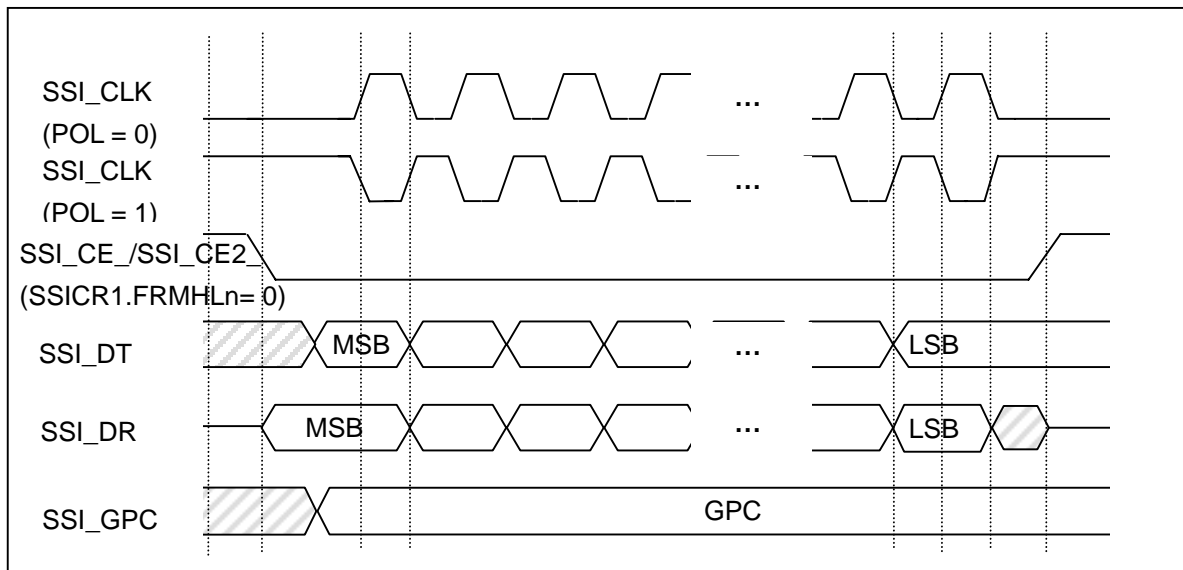 SSI_CLK
(POL = 0)
SSI_CLK
(POL = 1)
SSI_CE_/SSI_CE2_
(SSICR1.FRMHLn= 0)
SSI_DT
SSI_DR
SSI_GPC
...
...
MSB
...
LSB
MSB
...
LSB
GPC